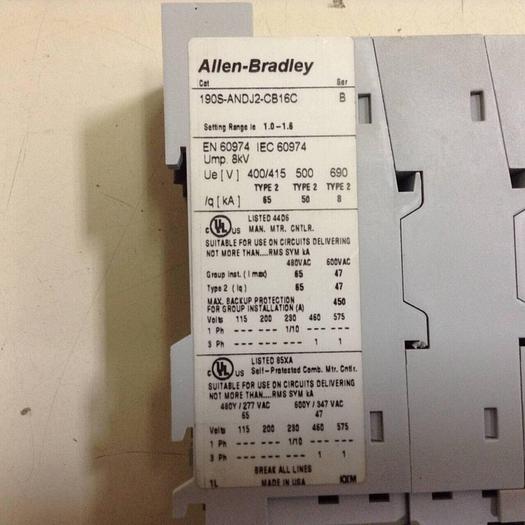 Allen-Bradley
Cat Ser
190S-ANDJ2-CB16C B
Setting Range Ie 1.0-1.6
EN 60974 IEC 60974
Uimp. 8kV
Ue [ V ] 400/415 500 690
TYPE 2 TYPE 2 TYPE 2
Iq [ kA ] 65 50 8
c UL US LISTED 44D6
MAN. MTR. CNTLR.
SUITABLE FOR USE ON CIRCUITS DELIVERING
NOT MORE THAN.....RMS SYM kA
480VAC 600VAC
Group Inst. ( I max) 65 47
Type 2 ( Iq ) 65 47
MAX. BACKUP PROTECTION
FOR GROUP INSTALLATION (A) 450
Volts 115 200 230 460 575
1 Ph --- --- 1/10 --- ---
3 Ph --- --- --- 1 1
c UL US LISTED 85XA
Self-Protected Comb. Mtr. Cntlr.
SUITABLE FOR USE ON CIRCUITS DELIVERING
NOT MORE THAN.....RMS SYM kA
480Y / 277 VAC 600Y / 347 VAC
65 47
Volts 115 200 230 460 575
1 Ph --- --- 1/10 --- ---
3 Ph --- --- --- 1 1
BREAK ALL LINES
1L MADE IN USA